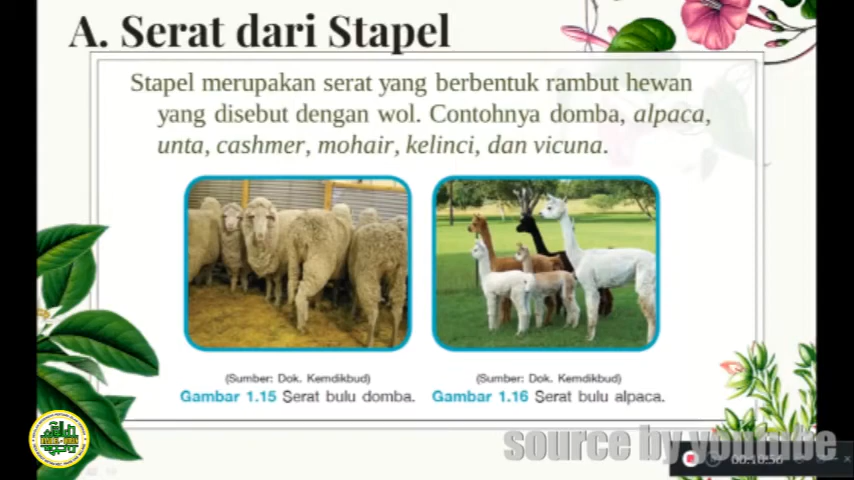 A. Serat dari Stapel
Stapel merupakan serat yang berbentuk rambut hewan
yang disebut dengan wol. Contohnya domba, alpaca,
unta, cashmer, mohair, kelinci, dan vicuna.
(Sumber: Dok. Kemdikbud)
Gambar 1.15 Serat bulu domba.
(Sumber: Dok. Kemdikbud)
Gambar 1.16 Serat bulu alpaca.
source by youtube